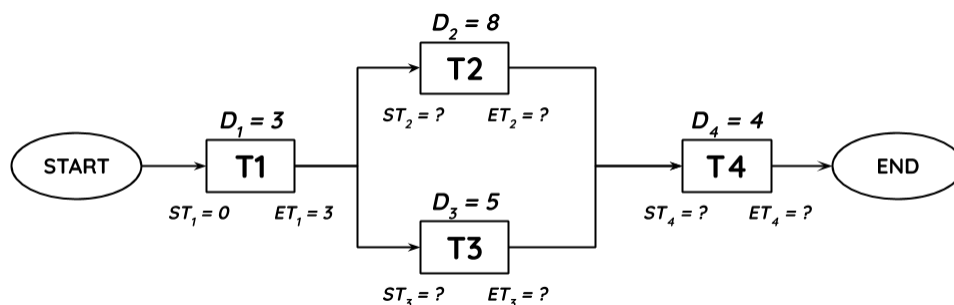 D₂ = 8
T2
ST₂ = ? ET₂ = ?
D₁ = 3 D₄ = 4
START T1 T4 END
ST₁ = 0 ET₁ = 3 ST₄ = ? ET₄ = ?
D₃ = 5
T3
ST₃ = ? ET₃ = ?